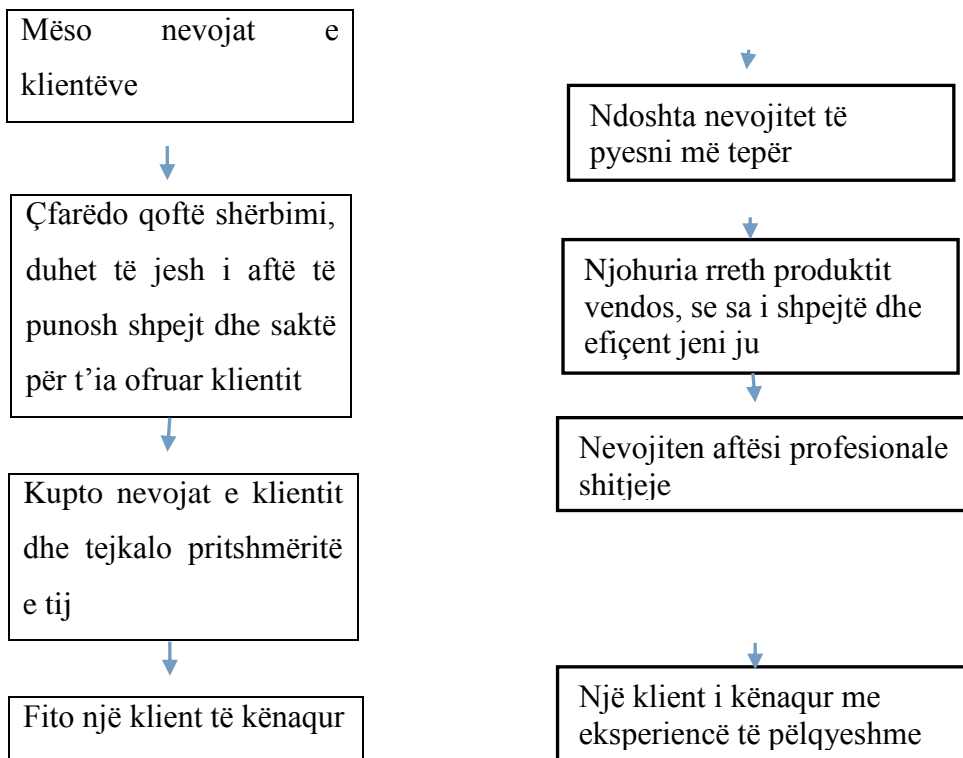 Mëso nevojat e
klientëve
Çfarëdo qoftë shërbimi,
duhet të jesh i aftë të
punosh shpejt dhe saktë
për t’ia ofruar klientit
Kupto nevojat e klientit
dhe tejkalo pritshmëritë
e tij
Fito një klient të kënaqur
Ndoshta nevojitet të
pyesni më tepër
Njohuria rreth produktit
vendos, se sa i shpejtë dhe
efiçent jeni ju
Nevojiten aftësi profesionale
shitjeje
Një klient i kënaqur me
eksperiencë të pëlqyeshme